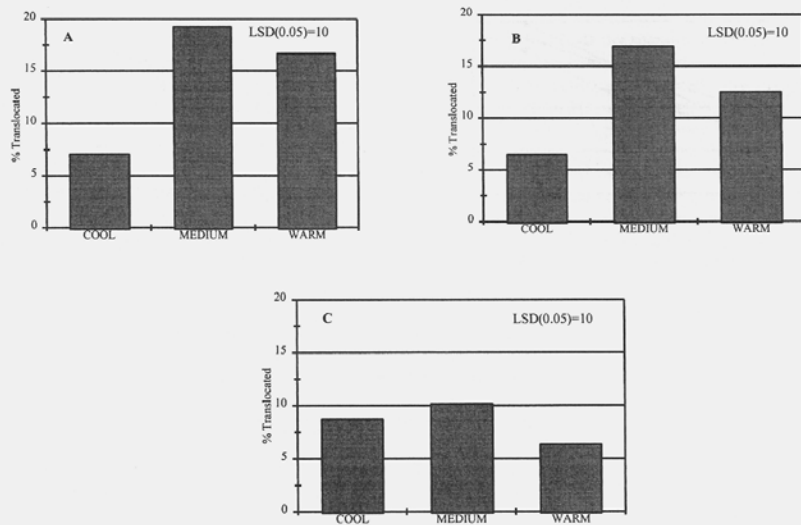 A
LSD(0.05)=10
% Translocated
20
15
10
5
0
COOL
MEDIUM
WARM
B
LSD(0.05)=10
% Translocated
20
15
10
5
0
COOL
MEDIUM
WARM
C
LSD(0.05)=10
% Translocated
20
15
10
5
0
COOL
MEDIUM
WARM